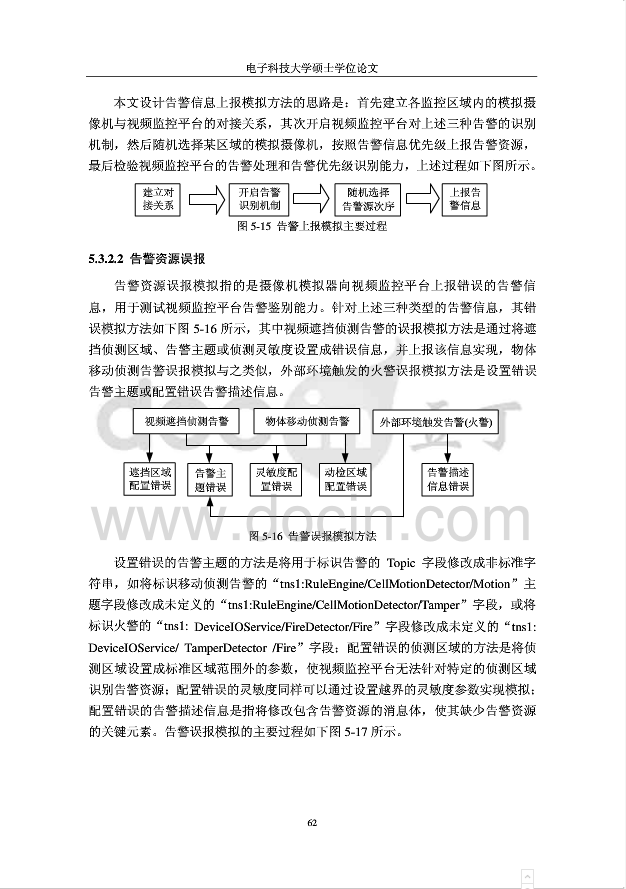 电子科技大学硕士学位论文
本文设计告警信息上报模拟方法的思路是：首先建立各监控区域内的模拟摄
像机与视频监控平台的对接关系，其次开启视频监控平台对上述三种告警的识别
机制，然后随机选择某区域的模拟摄像机，按照告警信息优先级上报告警资源，
最后检验视频监控平台的告警处理和告警优先级识别能力，上述过程如下图所示。
建立对
接关系
开启告警
识别机制
随机选择
告警源次序
上报告
警信息
图 5-15 告警上报模拟主要过程
5.3.2.2 告警资源误报
告警资源误报模拟指的是摄像机模拟器向视频监控平台上报错误的告警信
息，用于测试视频监控平台告警鉴别能力。针对上述三种类型的告警信息，其错
误模拟方法如下图 5-16 所示，其中视频遮挡侦测告警的误报模拟方法是通过将遮
挡侦测区域、告警主题或侦测灵敏度设置成错误信息，并上报该信息实现，物体
移动侦测告警误报模拟与之类似，外部环境触发的火警误报模拟方法是设置错误
告警主题或配置错误告警描述信息。
视频遮挡侦测告警
物体移动侦测告警
外部环境触发告警(火警)
遮挡区域
配置错误
告警主
题错误
灵敏度配
置错误
动检区域
配置错误
告警描述
信息错误
图 5-16 告警误报模拟方法
设置错误的告警主题的方法是将用于标识告警的 Topic 字段修改成非标准字
符串，如将标识移动侦测告警的“tns1:RuleEngine/CellMotionDetector/Motion”主
题字段修改成未定义的“tns1:RuleEngine/CellMotionDetector/Tamper”字段，或将
标识火警的“tns1: DeviceIOService/FireDetector/Fire”字段修改成未定义的“tns1:
DeviceIOService/ TamperDetector /Fire”字段；配置错误的侦测区域的方法是将侦
测区域设置成标准区域范围外的参数，使视频监控平台无法针对特定的侦测区域
识别告警资源；配置错误的灵敏度同样可以通过设置越界的灵敏度参数实现模拟；
配置错误的告警描述信息是指将修改包含告警资源的消息体，使其缺少告警资源
的关键元素。告警误报模拟的主要过程如下图 5-17 所示。
62
docin 豆丁
www.docin.com